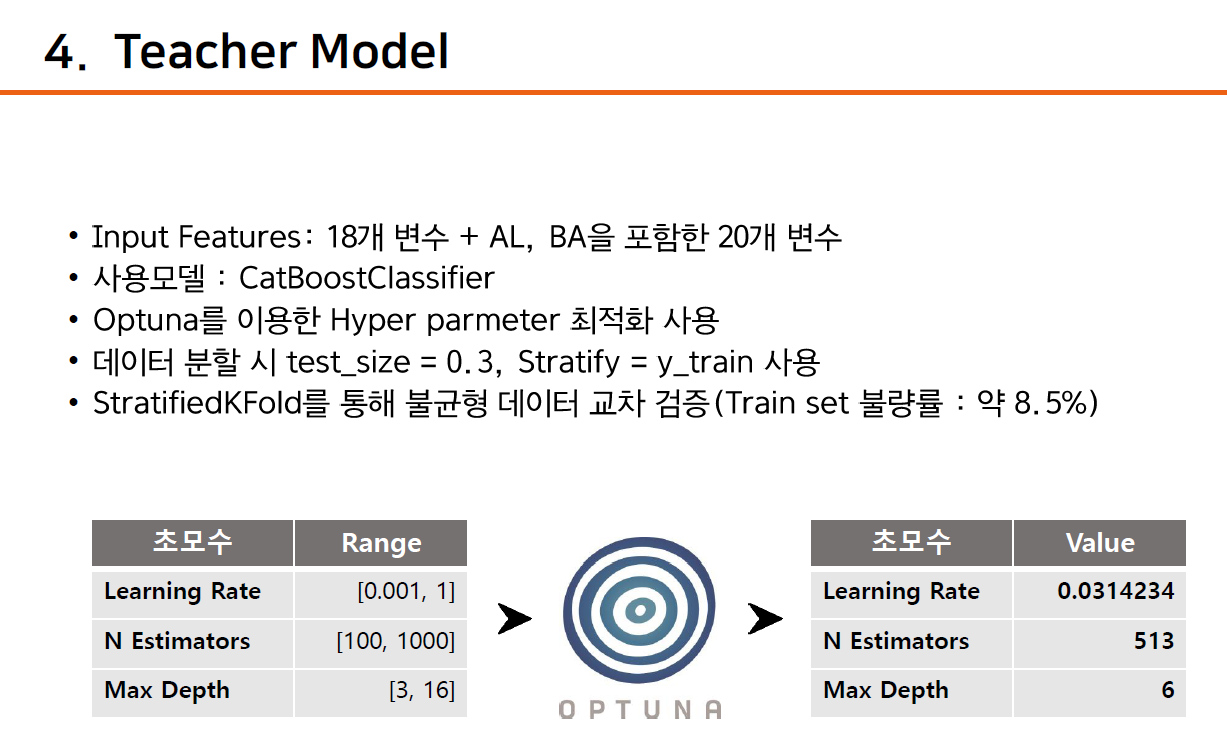 4. Teacher Model
• Input Features: 18개 변수 + AL, BA을 포함한 20개 변수
• 사용모델 : CatBoostClassifier
• Optuna를 이용한 Hyper parmeter 최적화 사용
• 데이터 분할 시 test_size = 0.3, Stratify = y_train 사용
• StratifiedKFold를 통해 불균형 데이터 교차 검증(Train set 불량률 : 약 8.5%)
초모수 Range
Learning Rate [0.001, 1]
N Estimators [100, 1000]
Max Depth [3, 16]
OPTUNA
초모수 Value
Learning Rate 0.0314234
N Estimators 513
Max Depth 6